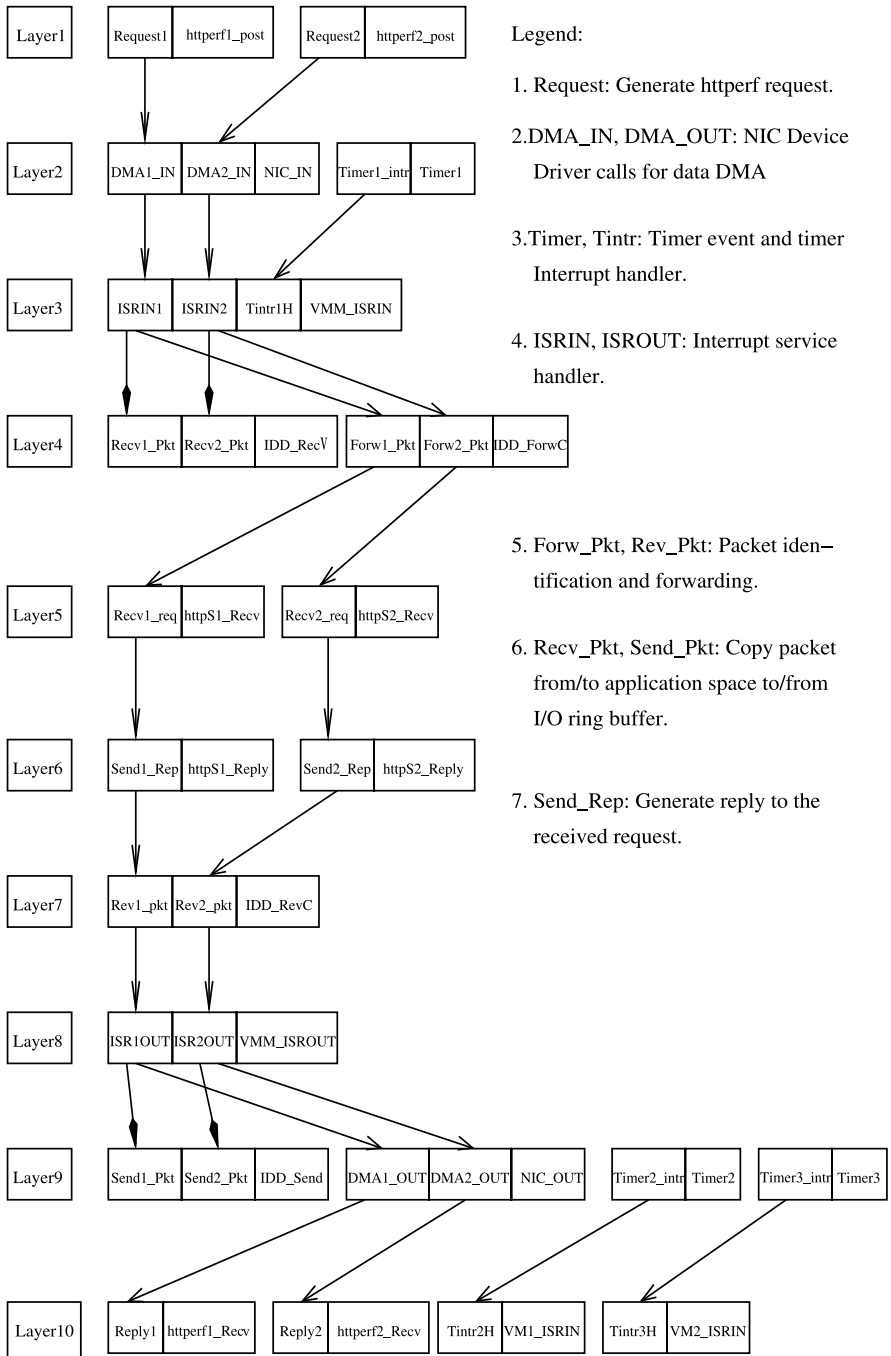 Layer1 Request1 httperf1_post Request2 httperf2_post
Layer2 DMA1_IN DMA2_IN NIC_IN Timer1_intr Timer1
Layer3 ISRIN1 ISRIN2 Tintr1H VMM_ISRIN
Layer4 Recv1_Pkt Recv2_Pkt IDD_RecV Forw1_Pkt Forw2_Pkt IDD_ForwC
Layer5 Recv1_req httpS1_Recv Recv2_req httpS2_Recv
Layer6 Send1_Rep httpS1_Reply Send2_Rep httpS2_Reply
Layer7 Rev1_pkt Rev2_pkt IDD_RevC
Layer8 ISR1OUT ISR2OUT VMM_ISROUT
Layer9 Send1_Pkt Send2_Pkt IDD_Send DMA1_OUT DMA2_OUT NIC_OUT Timer2_intr Timer2 Timer3_intr Timer3
Layer10 Reply1 httperf1_Recv Reply2 httperf2_Recv Tintr2H VM1_ISRIN Tintr3H VM2_ISRIN
Legend:
1. Request: Generate httperf request.
2.DMA_IN, DMA_OUT: NIC Device
Driver calls for data DMA
3.Timer, Tintr: Timer event and timer
Interrupt handler.
4. ISRIN, ISROUT: Interrupt service
handler.
5. Forw_Pkt, Rev_Pkt: Packet iden−
tification and forwarding.
6. Recv_Pkt, Send_Pkt: Copy packet
from/to application space to/from
I/O ring buffer.
7. Send_Rep: Generate reply to the
received request.